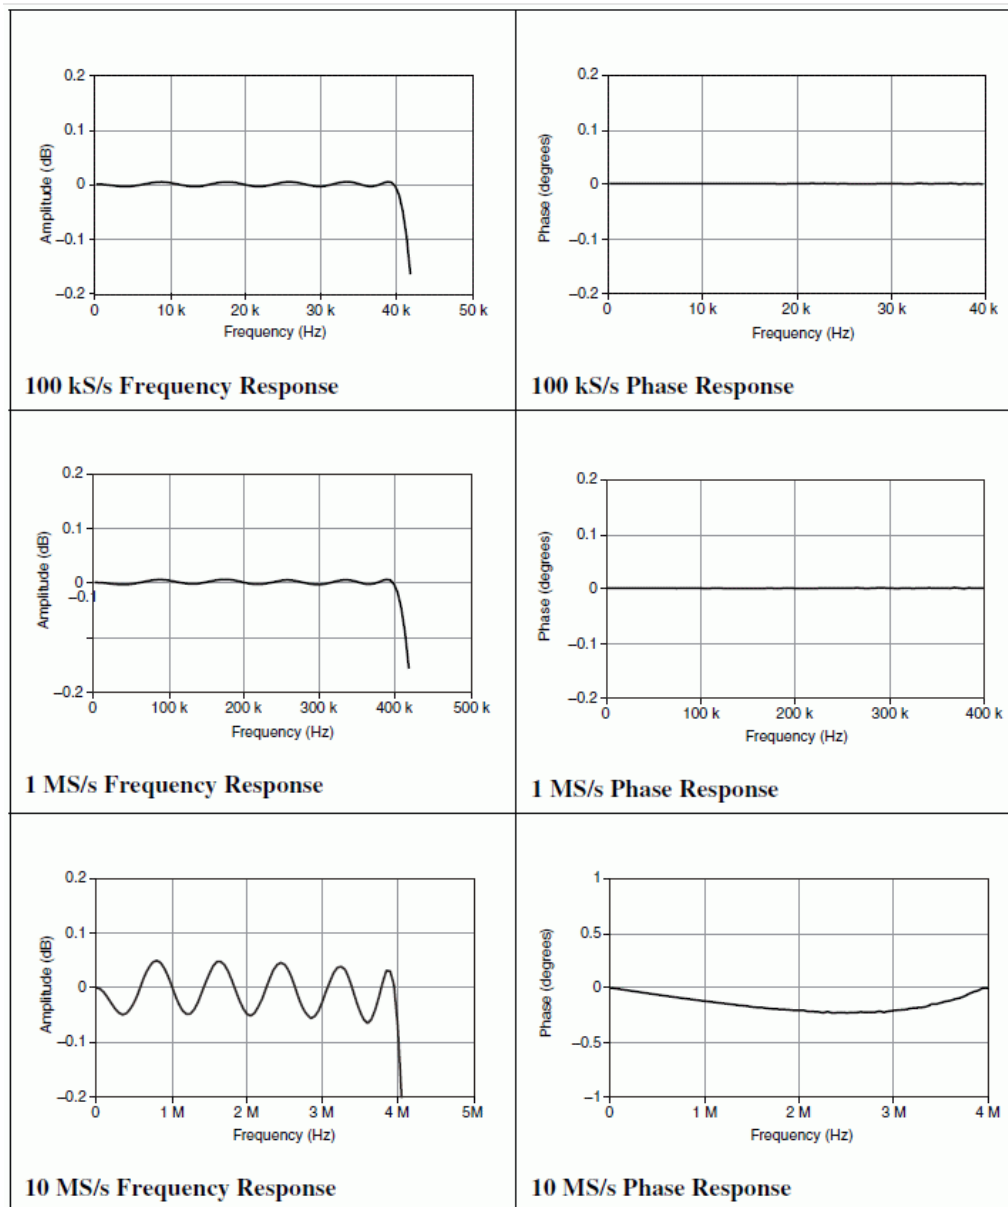 0.2
0.1
0
–0.1
–0.2
Amplitude (dB)
0 10 k 20 k 30 k 40 k 50 k
Frequency (Hz)
100 kS/s Frequency Response
0.2
0.1
0
–0.1
–0.2
Phase (degrees)
0 10 k 20 k 30 k 40 k
Frequency (Hz)
100 kS/s Phase Response
0.2
0.1
0
–0.1
–0.2
Amplitude (dB)
0 100 k 200 k 300 k 400 k 500 k
Frequency (Hz)
1 MS/s Frequency Response
0.2
0.1
0
–0.1
–0.2
Phase (degrees)
0 100 k 200 k 300 k 400 k
Frequency (Hz)
1 MS/s Phase Response
0.2
0.1
0
–0.1
–0.2
Amplitude (dB)
0 1 M 2 M 3 M 4 M 5M
Frequency (Hz)
10 MS/s Frequency Response
1
0.5
0
–0.5
–1
Phase (degrees)
0 1 M 2 M 3 M 4 M
Frequency (Hz)
10 MS/s Phase Response